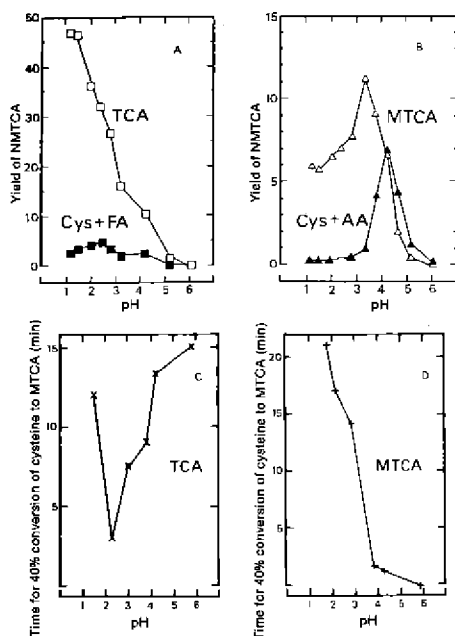 A
50
40
30
20
10
0
Yield of NMTCA
TCA
Cys+FA
1 2 3 4 5 6
pH
B
15
10
5
0
Yield of NMTCA
MTCA
Cys+AA
1 2 3 4 5 6
pH
C
15
10
5
Time for 40% conversion of cysteine to MTCA (min)
TCA
1 2 3 4 5 6
pH
D
20
15
10
5
Time for 40% conversion of cysteine to MTCA (min)
MTCA
1 2 3 4 5 6
pH